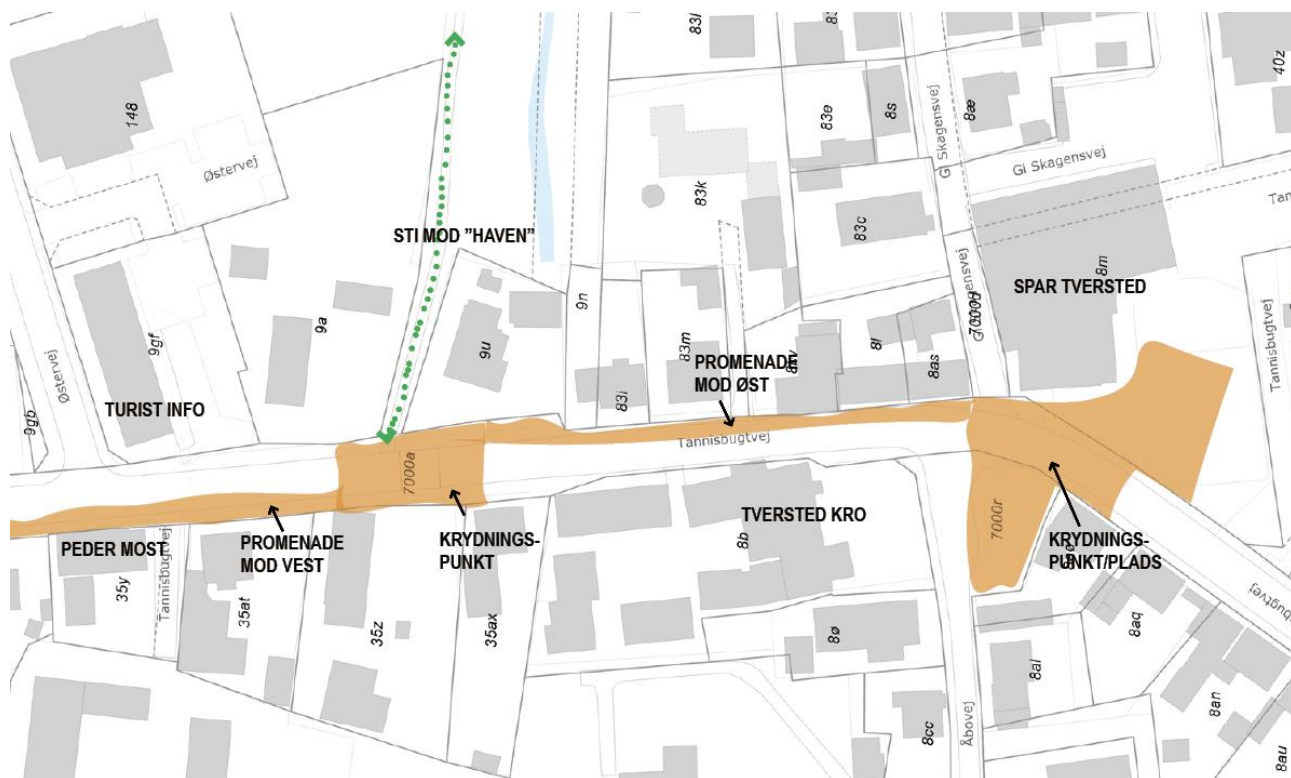 83l
40z
148
83e
8s
8æ
Gl Skagensvej
Gl Skagensvej
Østervej
83k
83c
STI MOD "HAVEN"
8m
SPAR TVERSTED
9n
7000d
9a
9u
9gf
Østervej
83m
8l
8as
PROMENADE
MOD ØST
Tannisbugtvej
83i
TURIST INFO
9gb
Tannisbugtvej
7000a
7000r
TVERSTED KRO
8b
KRYDNINGS-
PUNKT
KRYDNINGS-
PUNKT/PLADS
PEDER MOST
PROMENADE
MOD VEST
Tannisbugtvej
35y
35at
35z
35ax
8ø
8aq
8al
8an
8cc
Åbovej
8au